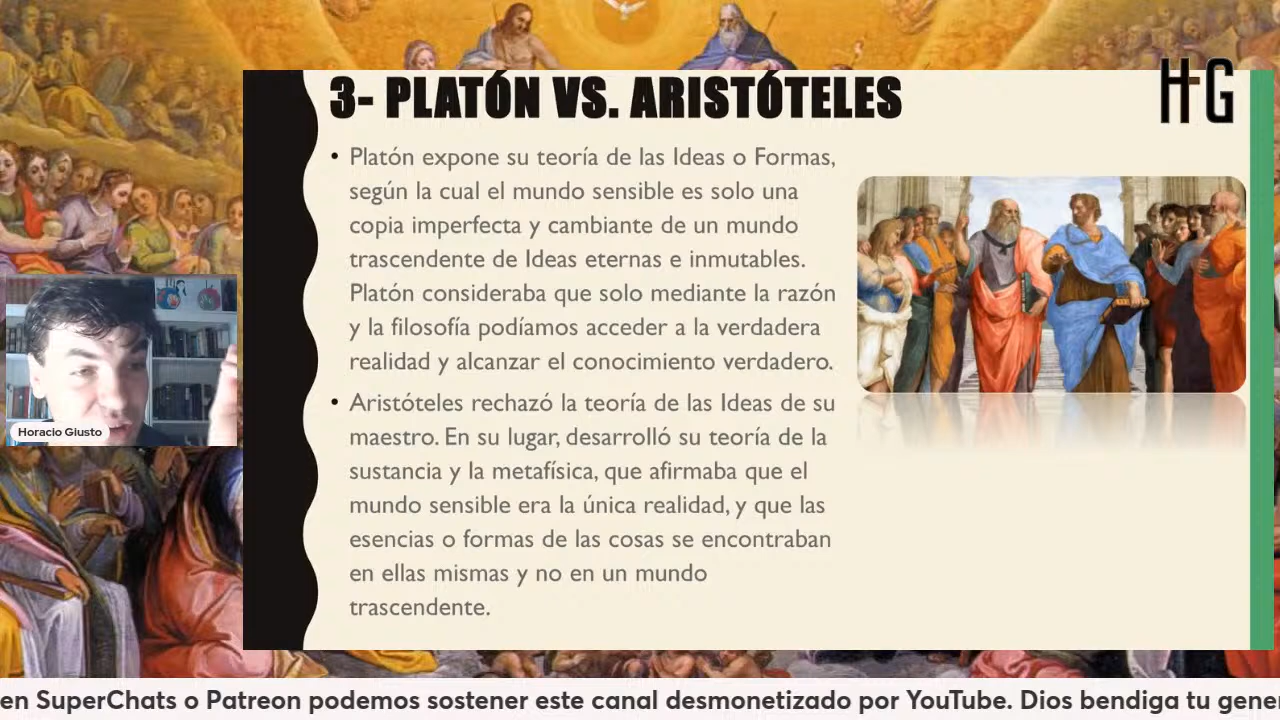 3- PLATÓN VS. ARISTÓTELES
H+G
• Platón expone su teoría de las Ideas o Formas,
según la cual el mundo sensible es solo una
copia imperfecta y cambiante de un mundo
trascendente de Ideas eternas e inmutables.
Platón consideraba que solo mediante la razón
y la filosofía podíamos acceder a la verdadera
realidad y alcanzar el conocimiento verdadero.
• Aristóteles rechazó la teoría de las Ideas de su
maestro. En su lugar, desarrolló su teoría de la
sustancia y la metafísica, que afirmaba que el
mundo sensible era la única realidad, y que las
esencias o formas de las cosas se encontraban
en ellas mismas y no en un mundo
trascendente.
Horacio Giusto
en SuperChats o Patreon podemos sostener este canal desmonetizado por YouTube. Dios bendiga tu gene